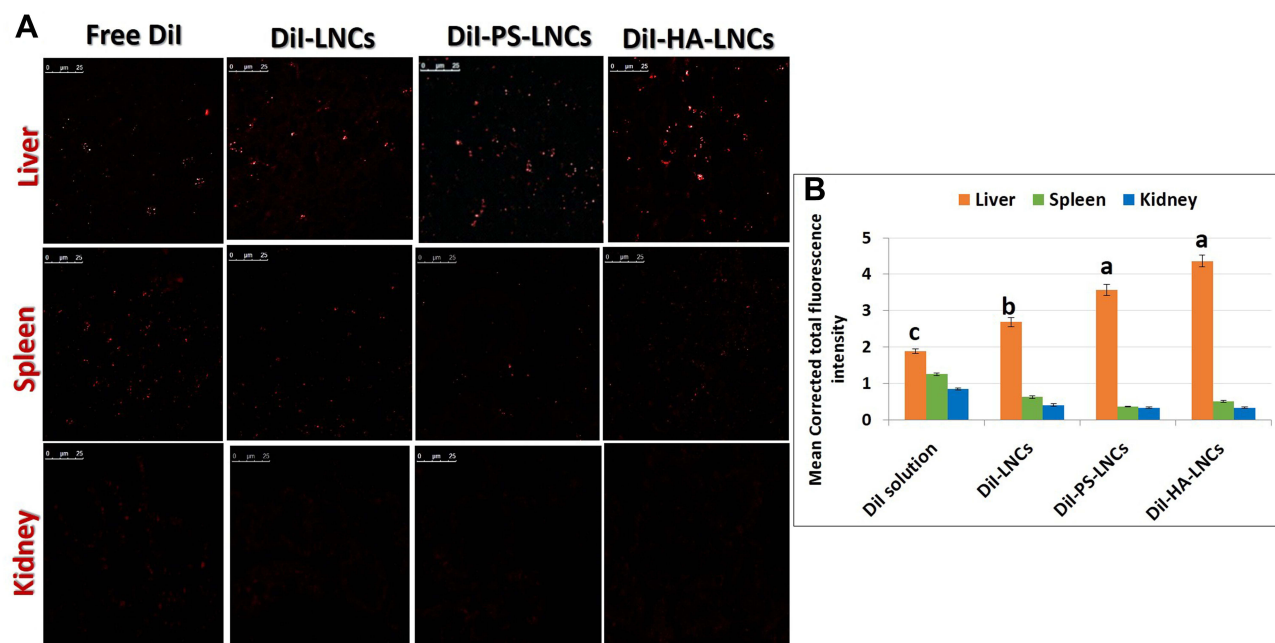 A
Free DiI DiI-LNCs DiI-PS-LNCs DiI-HA-LNCs
Liver
0 µm 25 0 µm 25 0 µm 25 0 µm 25
Spleen
0 µm 25 0 µm 25 0 µm 25 0 µm 25
Kidney
0 µm 25 0 µm 25 0 µm 25
B
Liver Spleen Kidney
Mean Corrected total fluorescence
intensity
5
4
3
2
1
0
c b a a
DiI solution DiI-LNCs DiI-PS-LNCs DiI-HA-LNCs